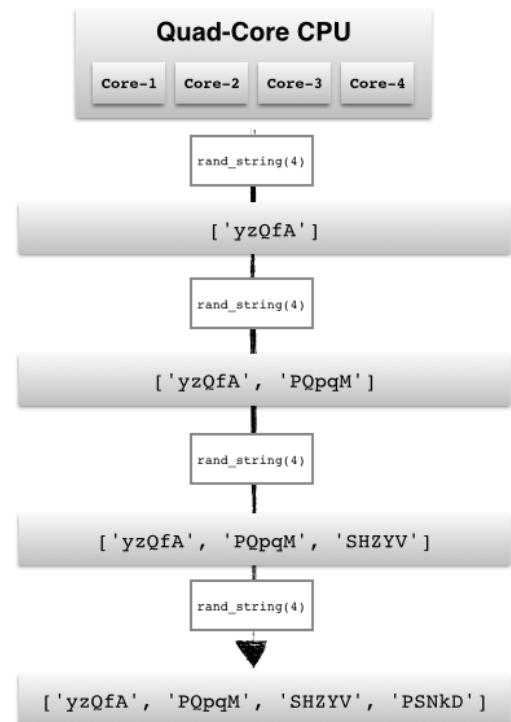 Quad-Core CPU
Core-1 Core-2 Core-3 Core-4
rand_string(4)
['yzQfA']
rand_string(4)
['yzQfA', 'PQpqM']
rand_string(4)
['yzQfA', 'PQpqM', 'SHZYV']
rand_string(4)
['yzQfA', 'PQpqM', 'SHZYV', 'PSNkD']